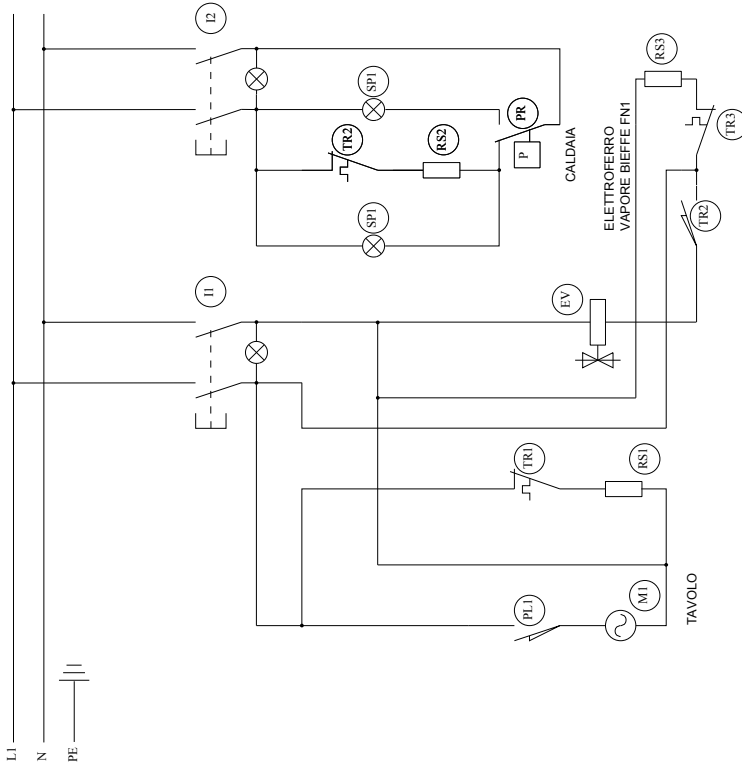 L1
N
PE
I1
I2
SP1
SP1
TR2
RS2
PR
P
CALDAIA
ELETTROFERRO
VAPORE BIEFFE FN1
RS3
TR3
TR2
EV
TR1
RS1
PL1
M1
TAVOLO